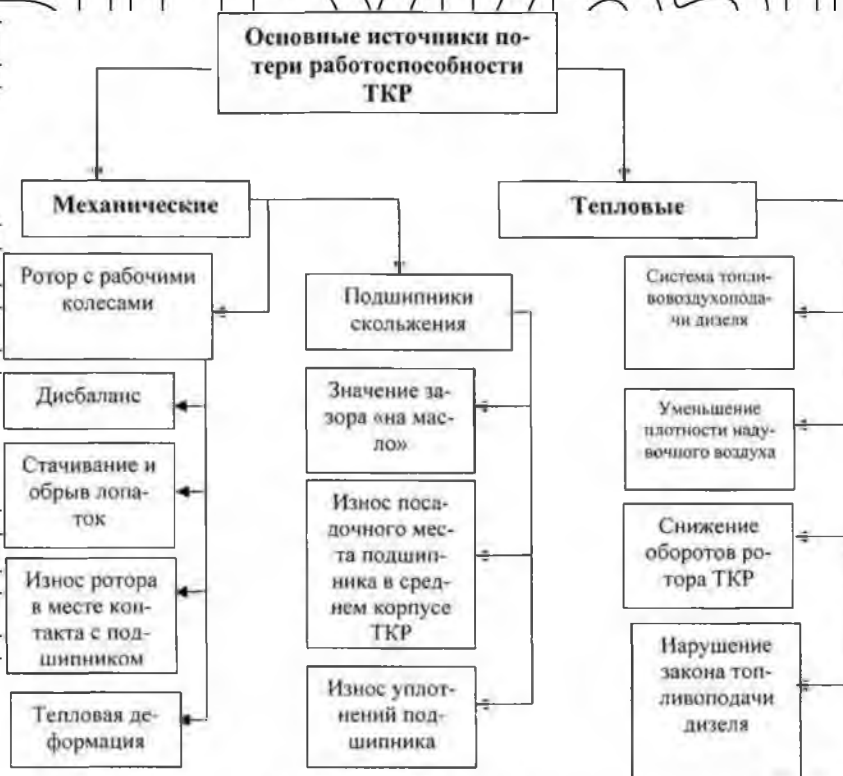 Основные источники по-
тери работоспособности
ТКР
Механические
Тепловые
Ротор с рабочими
колесами
Дисбаланс
Стачивание и
обрыв лопа-
ток
Износ ротора
в месте кон-
такта с под-
шипником
Тепловая де-
формация
Подшипники
скольжения
Значение за-
зора «на мас-
ло»
Износ поса-
дочного мес-
та подшип-
ника в сред-
нем корпусе
ТКР
Износ уплот-
нений под-
шипника
Система топли-
вовоздухопода-
чи дизеля
Уменьшение
плотности наду-
вочного воздуха
Снижение
оборотов ро-
тора ТКР
Нарушение
закона топ-
ливоподачи
дизеля